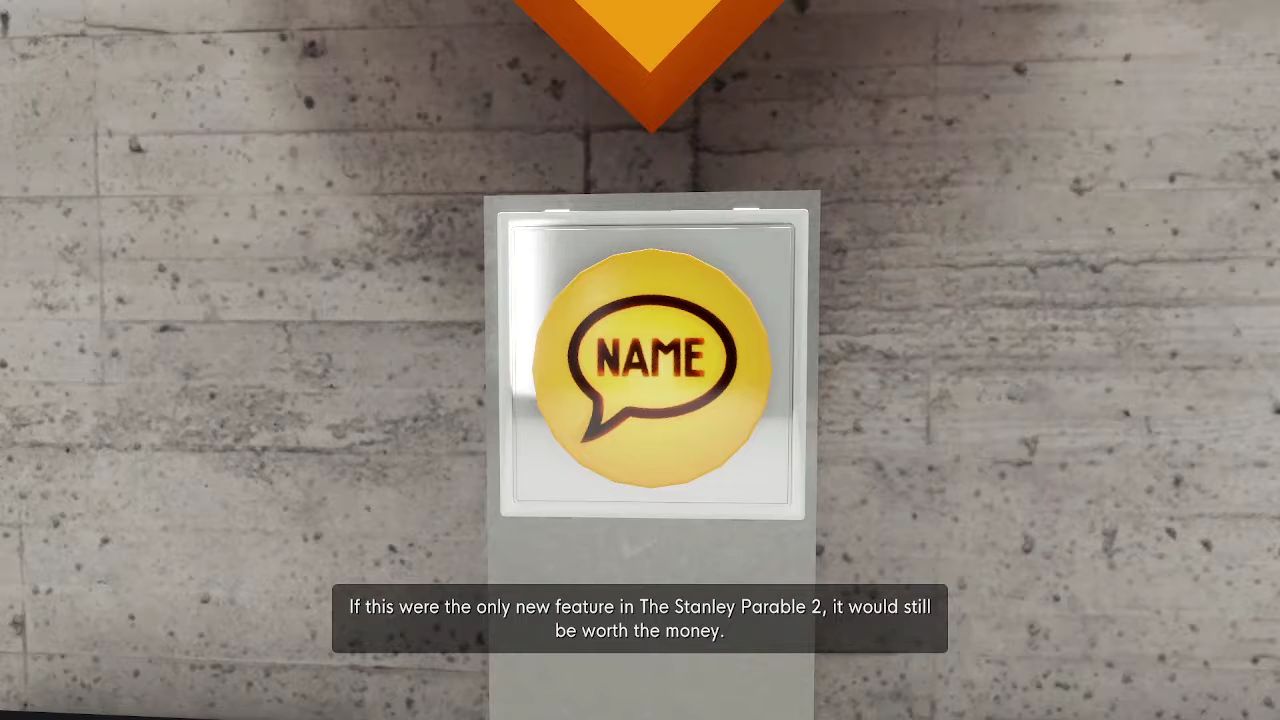 NAME
If this were the only new feature in The Stanley Parable 2, it would still
be worth the money.